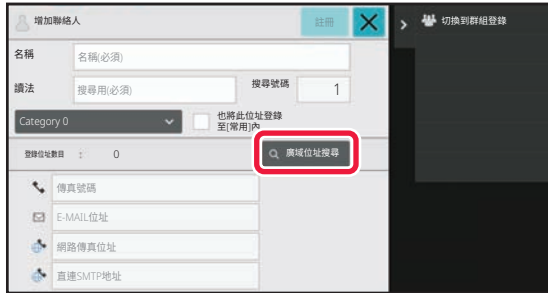 增加聯絡人
註冊
切換到群組登錄
名稱
名稱(必須)
讀法
搜尋用(必須)
搜尋號碼
1
Category 0
也將此位址登錄
至[常用]內
登錄位址數目 : 0
廣域位址搜尋
傳真號碼
E-MAIL位址
網路傳真位址
直連SMTP地址